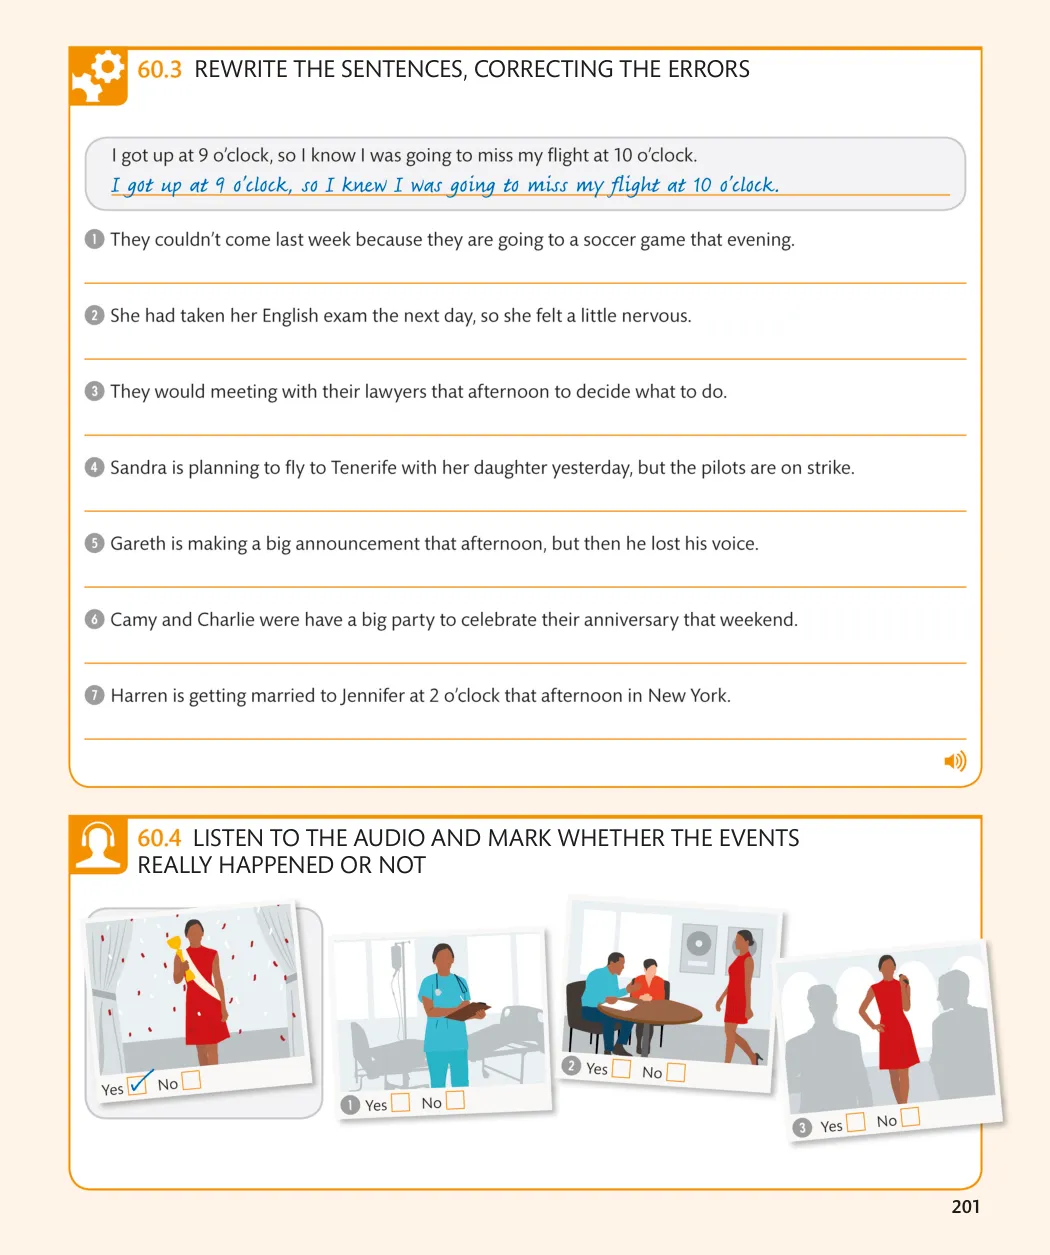 60.3 REWRITE THE SENTENCES, CORRECTING THE ERRORS
I got up at 9 o’clock, so I know I was going to miss my flight at 10 o’clock.
I got up at 9 o’clock, so I knew I was going to miss my flight at 10 o’clock.
1 They couldn’t come last week because they are going to a soccer game that evening.
2 She had taken her English exam the next day, so she felt a little nervous.
3 They would meeting with their lawyers that afternoon to decide what to do.
4 Sandra is planning to fly to Tenerife with her daughter yesterday, but the pilots are on strike.
5 Gareth is making a big announcement that afternoon, but then he lost his voice.
6 Camy and Charlie were have a big party to celebrate their anniversary that weekend.
7 Harren is getting married to Jennifer at 2 o’clock that afternoon in New York.
60.4 LISTEN TO THE AUDIO AND MARK WHETHER THE EVENTS
REALLY HAPPENED OR NOT
Yes No
1 Yes No
2 Yes No
3 Yes No
201